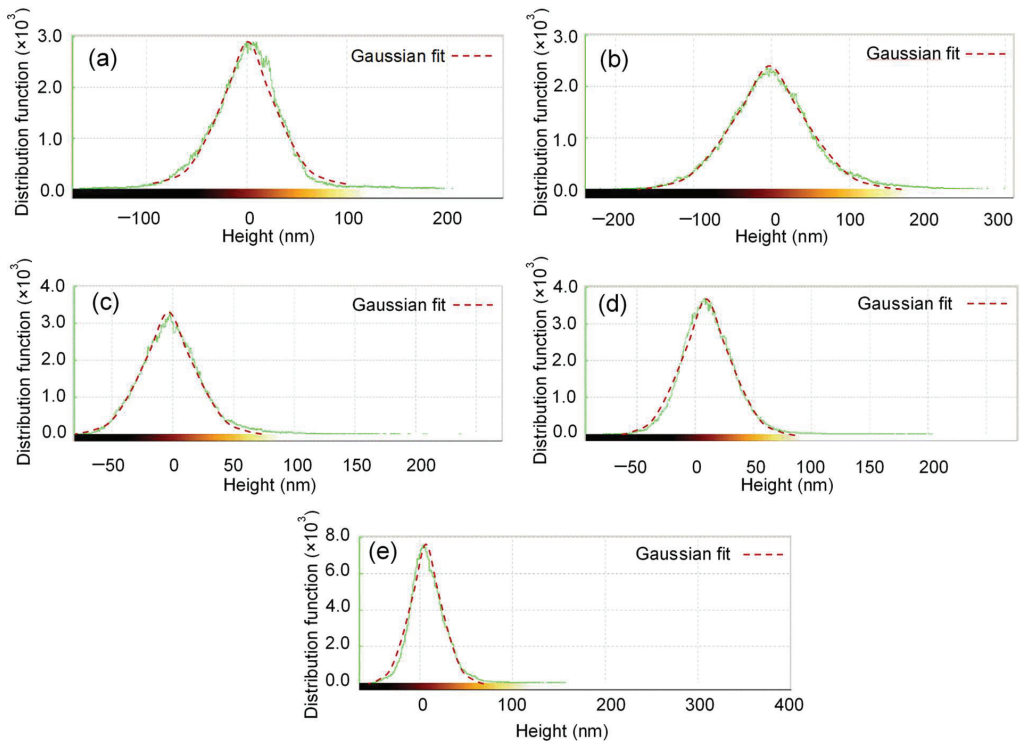 (a)
Gaussian fit
Distribution function (×10³)
3.0
2.0
1.0
0.0
−100
0
100
200
Height (nm)
(b)
Gaussian fit
Distribution function (×10³)
3.0
2.0
1.0
0.0
−200
−100
0
100
200
300
Height (nm)
(c)
Gaussian fit
Distribution function (×10³)
4.0
3.0
2.0
1.0
0.0
−50
0
50
100
150
200
Height (nm)
(d)
Gaussian fit
Distribution function (×10³)
4.0
3.0
2.0
1.0
0.0
−50
0
50
100
150
200
Height (nm)
(e)
Gaussian fit
Distribution function (×10³)
8.0
6.0
4.0
2.0
0.0
0
100
200
300
400
Height (nm)